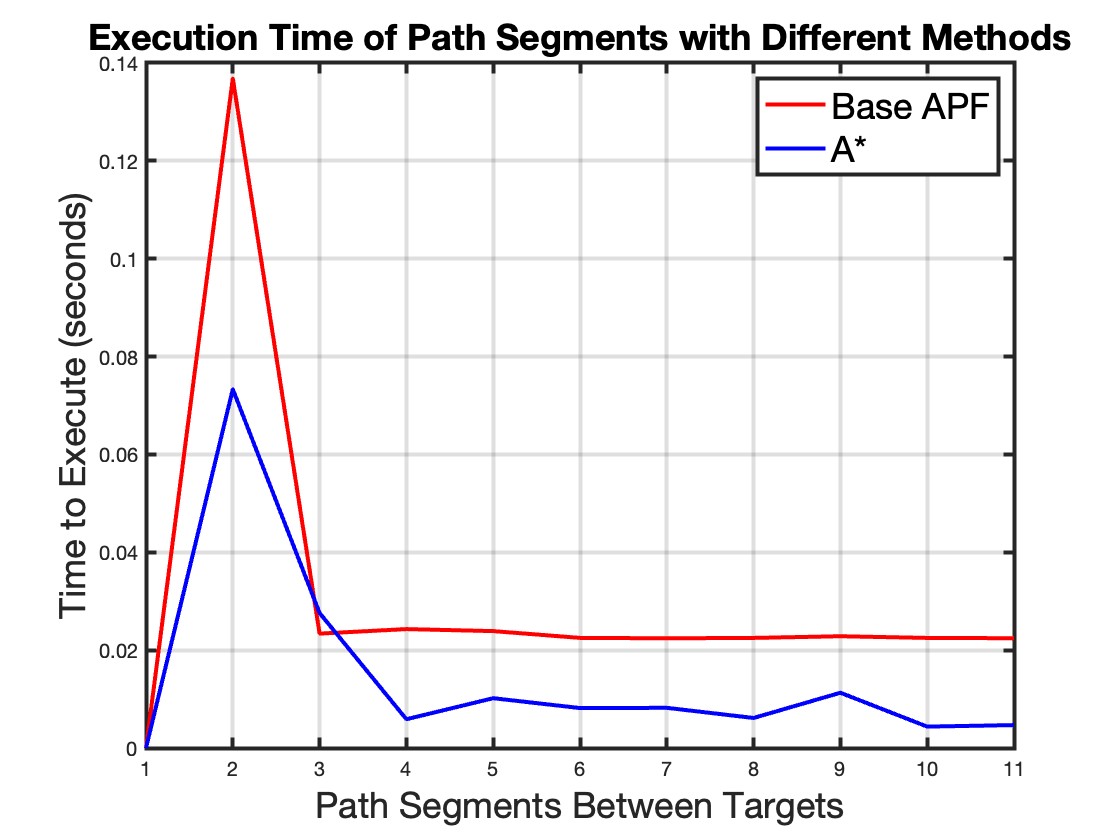 Execution Time of Path Segments with Different Methods
0.14
0.12
0.1
0.08
0.06
0.04
0.02
0
Time to Execute (seconds)
Base APF
A*
1 2 3 4 5 6 7 8 9 10 11
Path Segments Between Targets